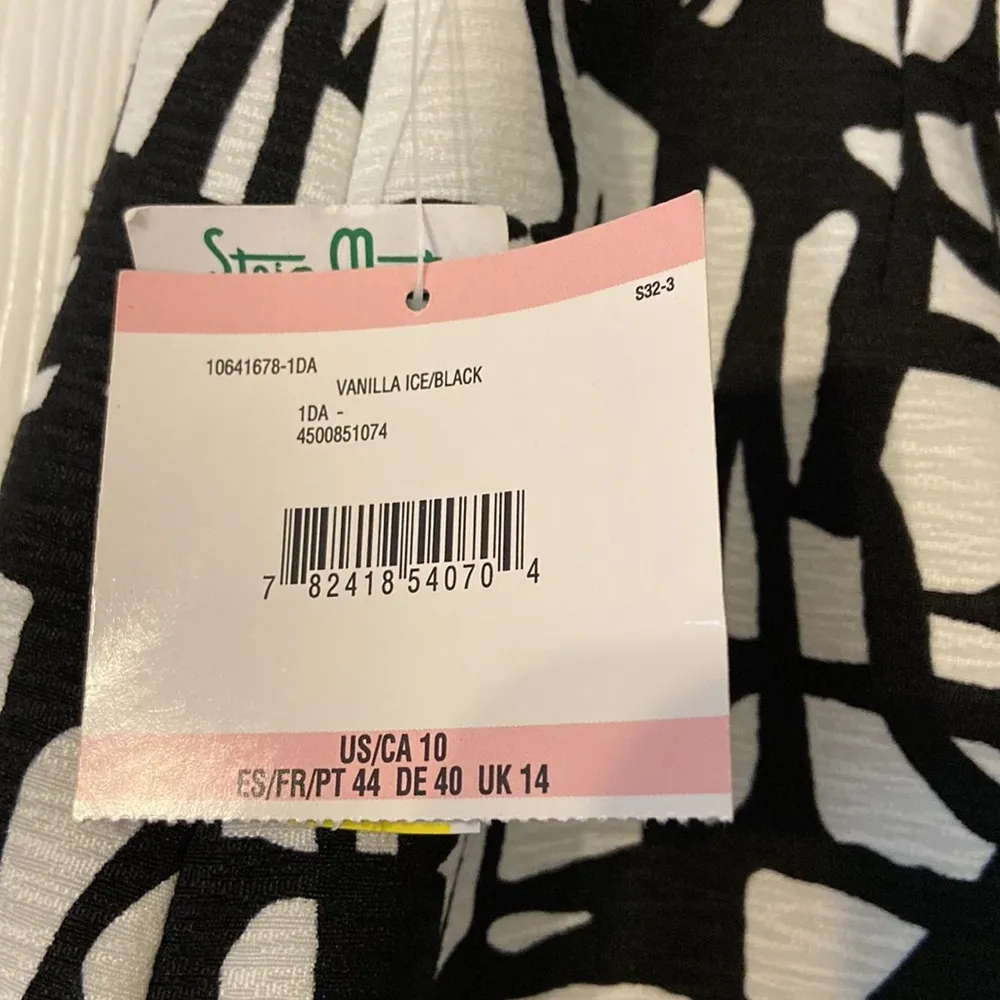 S32-3
10641678-1DA
VANILLA ICE/BLACK
1DA -
4500851074
7 82418 54070 4
US/CA 10
ES/FR/PT 44 DE 40 UK 14